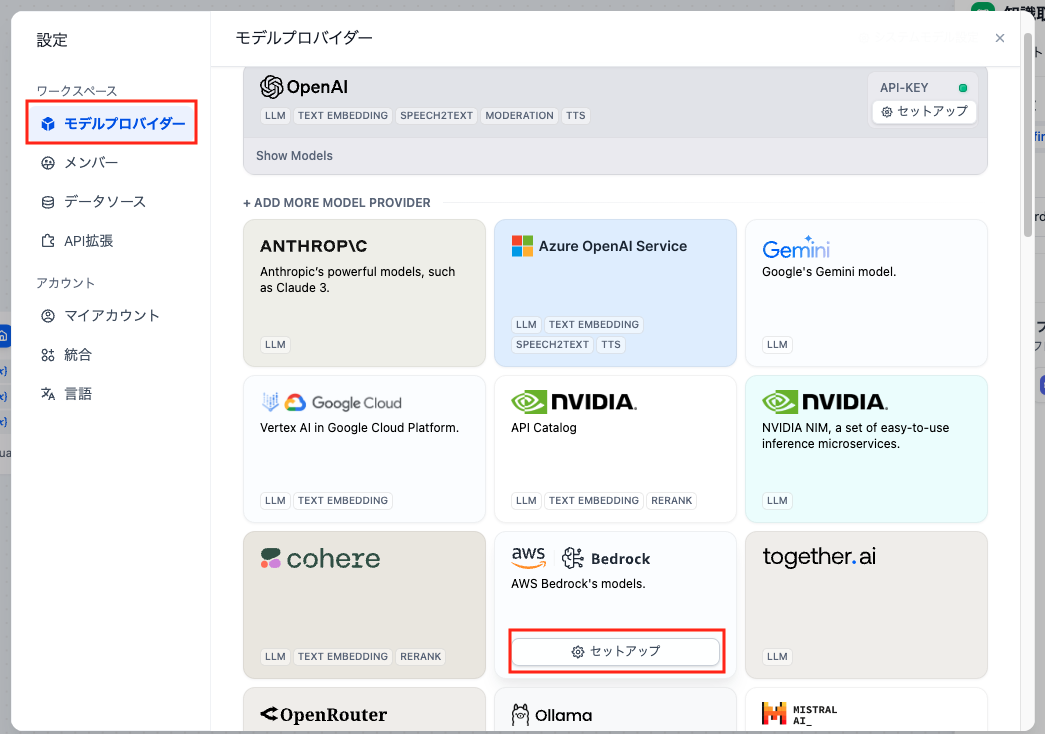 設定
モデルプロバイダー
ワークスペース
モデルプロバイダー
メンバー
データソース
API拡張
アカウント
マイアカウント
統合
言語
OpenAI
LLM TEXT EMBEDDING SPEECH2TEXT MODERATION TTS
API-KEY
セットアップ
Show Models
+ ADD MORE MODEL PROVIDER
ANTHROP\C
Anthropic's powerful models, such
as Claude 3.
LLM
Azure OpenAI Service
LLM TEXT EMBEDDING
SPEECH2TEXT TTS
Gemini
Google's Gemini model.
LLM
Google Cloud
Vertex AI in Google Cloud Platform.
LLM TEXT EMBEDDING
NVIDIA.
API Catalog
LLM TEXT EMBEDDING RERANK
NVIDIA.
NVIDIA NIM, a set of easy-to-use
inference microservices.
LLM
cohere
LLM TEXT EMBEDDING RERANK
aws Bedrock
AWS Bedrock's models.
セットアップ
together.ai
LLM
OpenRouter
Ollama
MISTRAL
AI_